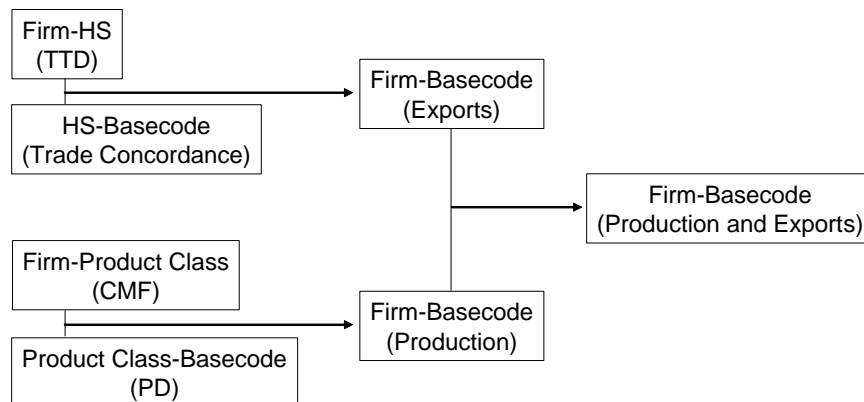 Firm-HS
(TTD)
HS-Basecode
(Trade Concordance)
Firm-Basecode
(Exports)
Firm-Basecode
(Production and Exports)
Firm-Product Class
(CMF)
Product Class-Basecode
(PD)
Firm-Basecode
(Production)